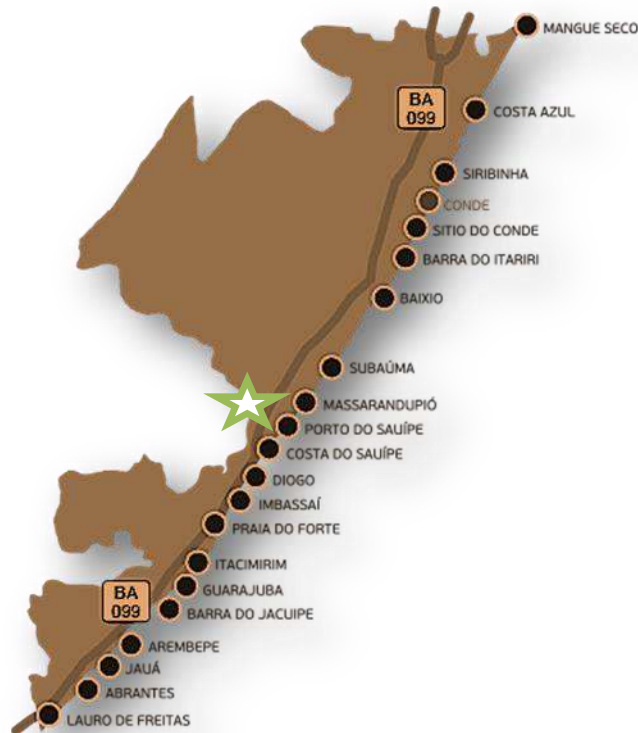 MANGUE SECO
BA
099
COSTA AZUL
SIRIBINHA
CONDE
SITIO DO CONDE
BARRA DO ITARIRI
BAIXIO
SUBAÚMA
MASSARANDUPIÓ
PORTO DO SAUÍPE
COSTA DO SAUÍPE
DIOGO
IMBASSAÍ
PRAIA DO FORTE
ITACIMIRIM
GUARAJUBA
BA
099
BARRA DO JACUIPE
AREMBEPE
JAUÁ
ABRANTES
LAURO DE FREITAS